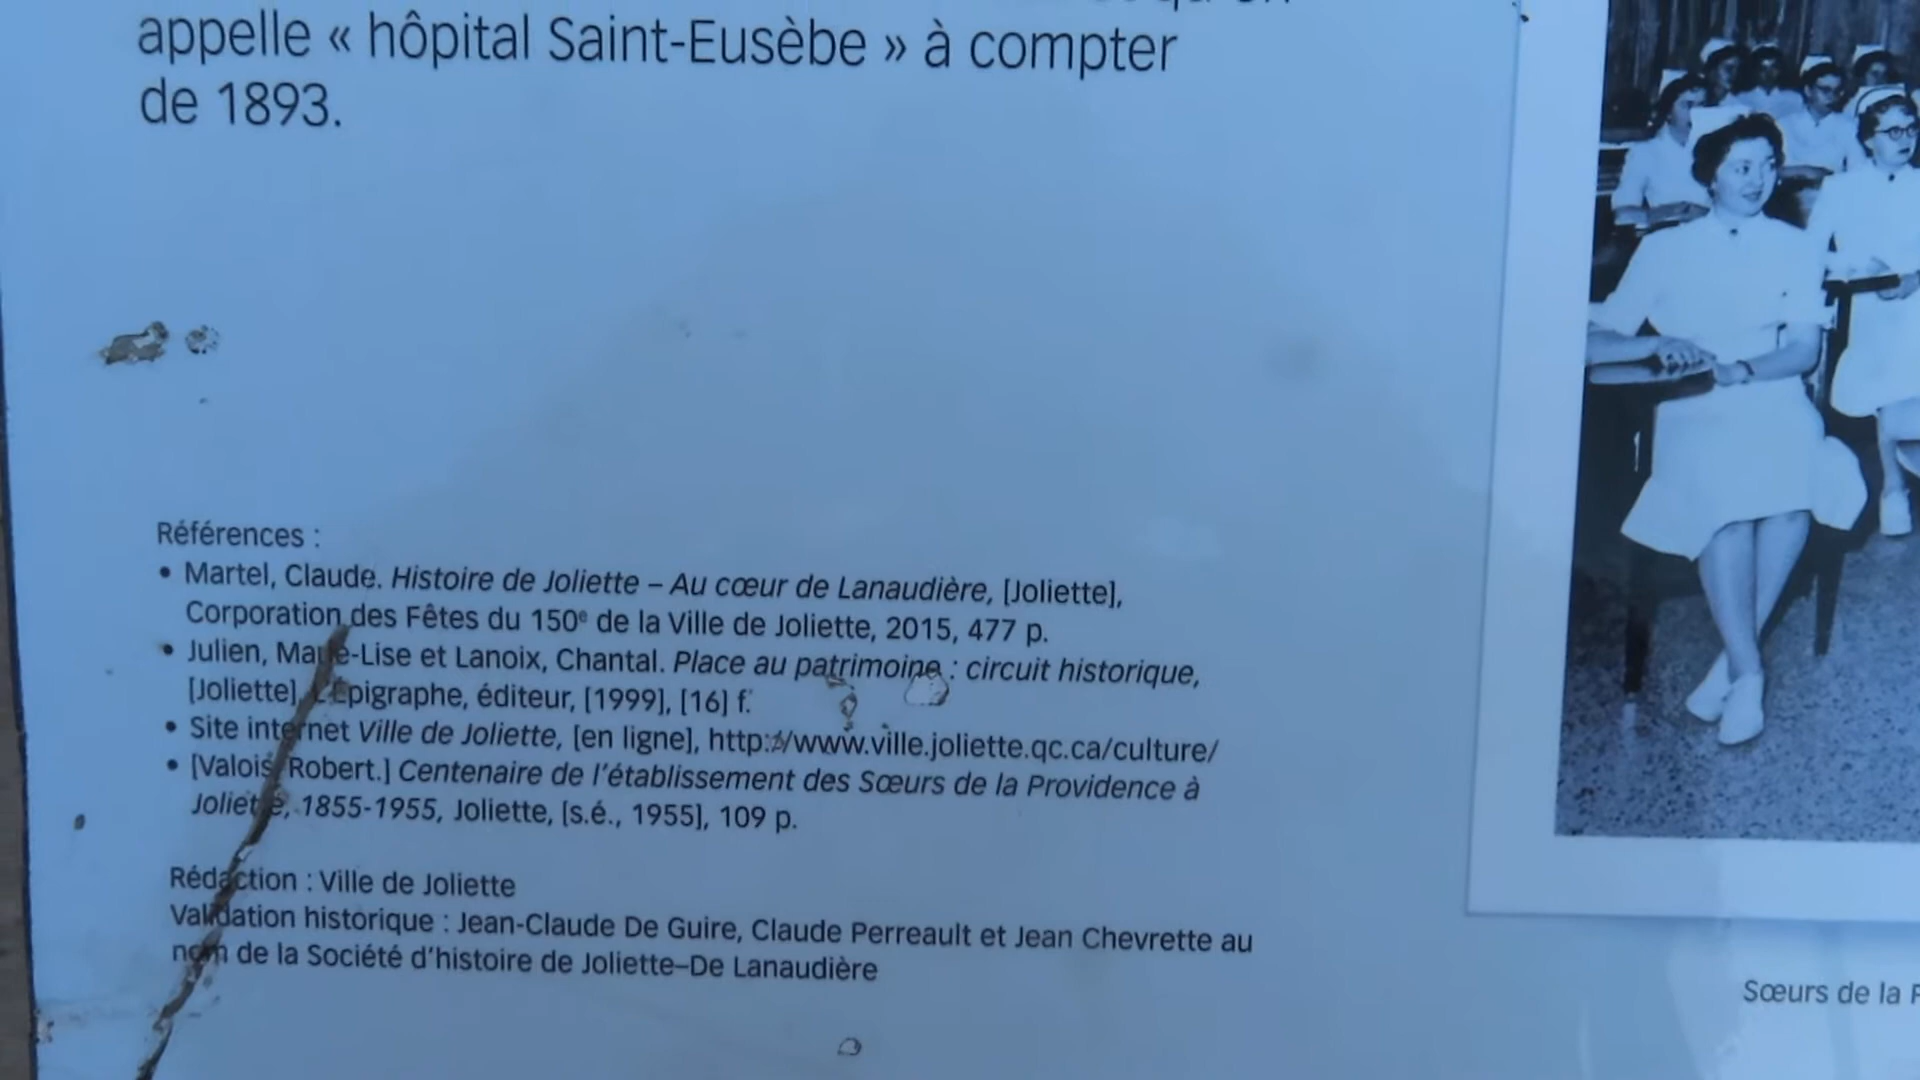 appelle « hôpital Saint-Eusèbe » à compter
de 1893.
Références :
• Martel, Claude. Histoire de Joliette – Au cœur de Lanaudière, [Joliette],
Corporation des Fêtes du 150e de la Ville de Joliette, 2015, 477 p.
• Julien, Marie-Lise et Lanoix, Chantal. Place au patrimoine : circuit historique,
[Joliette], L'Épigraphe, éditeur, [1999], [16] f.
• Site internet Ville de Joliette, [en ligne], http://www.ville.joliette.qc.ca/culture/
• [Valois, Robert.] Centenaire de l'établissement des Sœurs de la Providence à
Joliette, 1855-1955, Joliette, [s.é., 1955], 109 p.
Rédaction : Ville de Joliette
Validation historique : Jean-Claude De Guire, Claude Perreault et Jean Chevrette au
nom de la Société d'histoire de Joliette–De Lanaudière
Sœurs de la